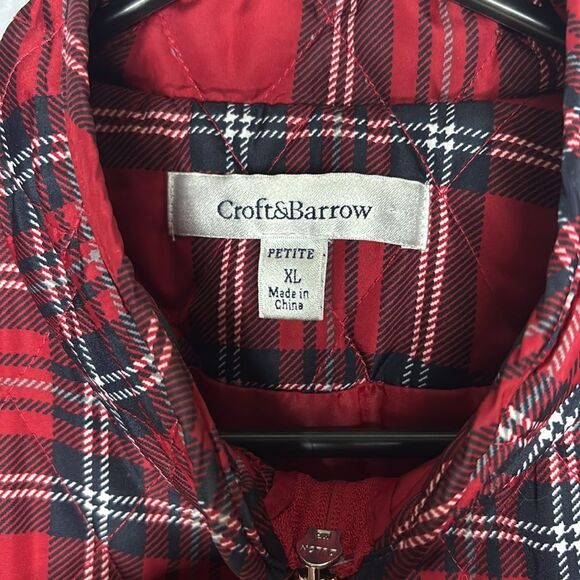 Croft&Barrow
PETITE
XL
Made in
China